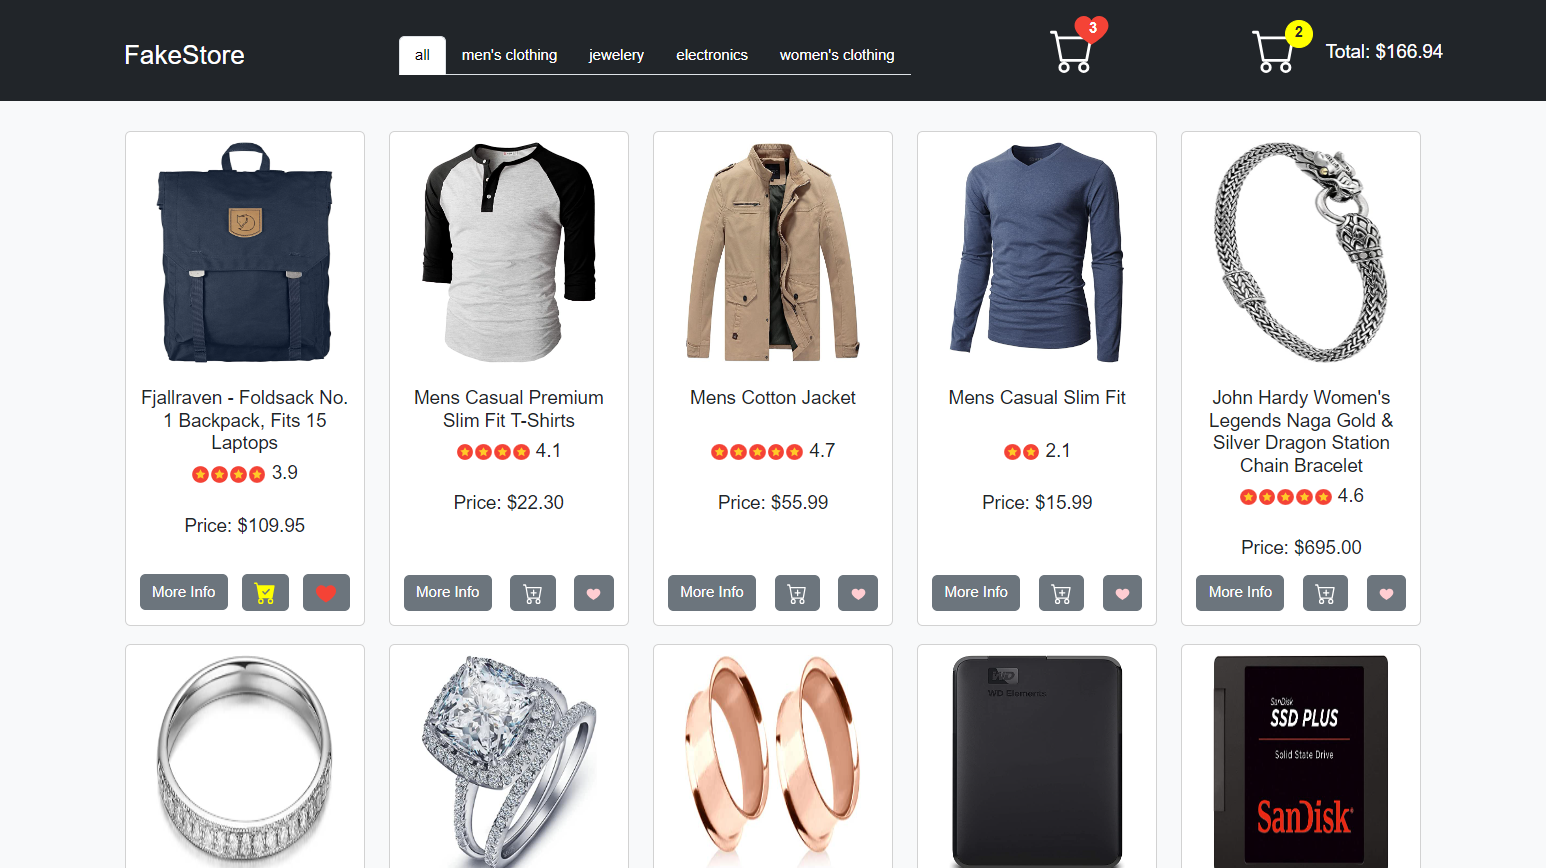 FakeStore
all men's clothing jewelery electronics women's clothing
3
2
Total: $166.94
Fjallraven - Foldsack No.
1 Backpack, Fits 15
Laptops
3.9
Price: $109.95
More Info
Mens Casual Premium
Slim Fit T-Shirts
4.1
Price: $22.30
More Info
Mens Cotton Jacket
4.7
Price: $55.99
More Info
Mens Casual Slim Fit
2.1
Price: $15.99
More Info
John Hardy Women's
Legends Naga Gold &
Silver Dragon Station
Chain Bracelet
4.6
Price: $695.00
More Info
WD
WD Elements
SanDisk
SSD PLUS
Solid State Drive
SanDisk